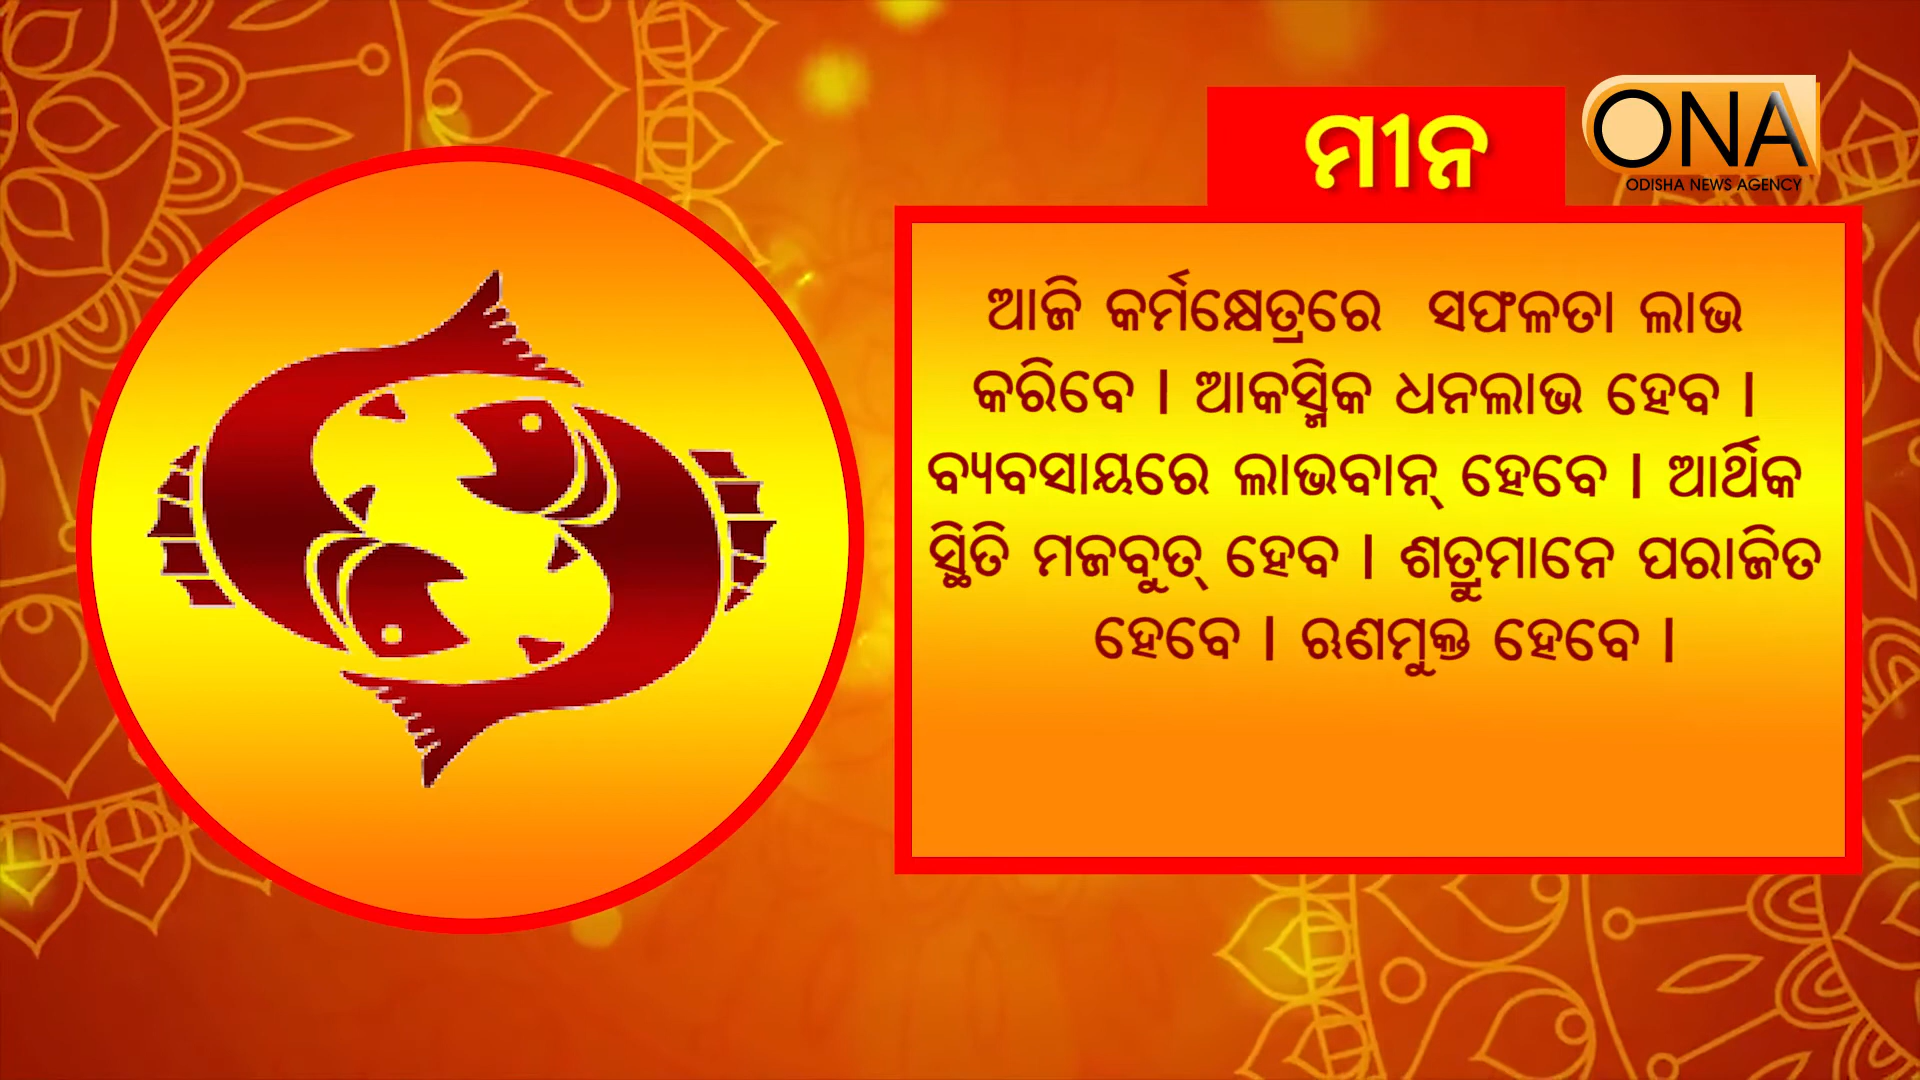 ମୀନ
ONA
ODISHA NEWS AGENCY
ଆଜି କର୍ମକ୍ଷେତ୍ରରେ ସଫଳତା ଲାଭ
କରିବେ । ଆକସ୍ମିକ ଧନଲାଭ ହେବ ।
ବ୍ୟବସାୟରେ ଲାଭବାନ୍ ହେବେ । ଆର୍ଥିକ
ସ୍ଥିତି ମଜବୁତ୍ ହେବ । ଶତ୍ରୁମାନେ ପରାଜିତ
ହେବେ । ଋଣମୁକ୍ତ ହେବେ ।